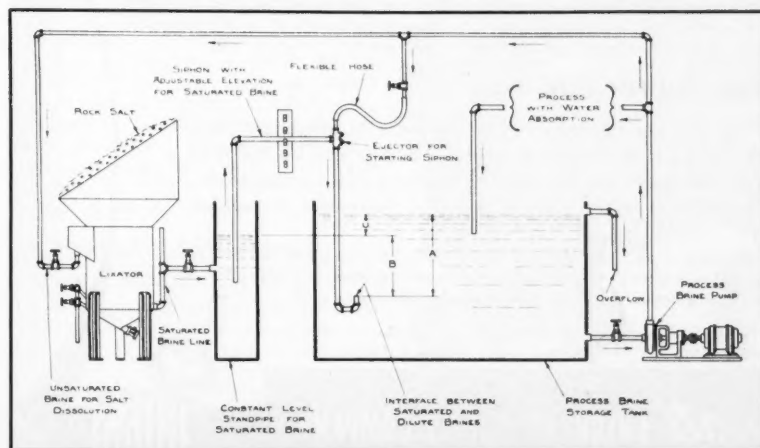 SIPHON WITH
ADJUSTABLE ELEVATION
FOR SATURATED BRINE
FLEXIBLE HOSE
ROCK SALT
PROCESS
WITH WATER
ABSORPTION
EJECTOR FOR
STARTING SIPHON
C
B
A
LIXATOR
OVERFLOW
PROCESS
BRINE PUMP
SATURATED
BRINE LINE
UNSATURATED
BRINE FOR SALT
DISSOLUTION
CONSTANT LEVEL
STANDPIPE FOR
SATURATED BRINE
INTERFACE BETWEEN
SATURATED AND
DILUTE BRINES
PROCESS BRINE
STORAGE TANK